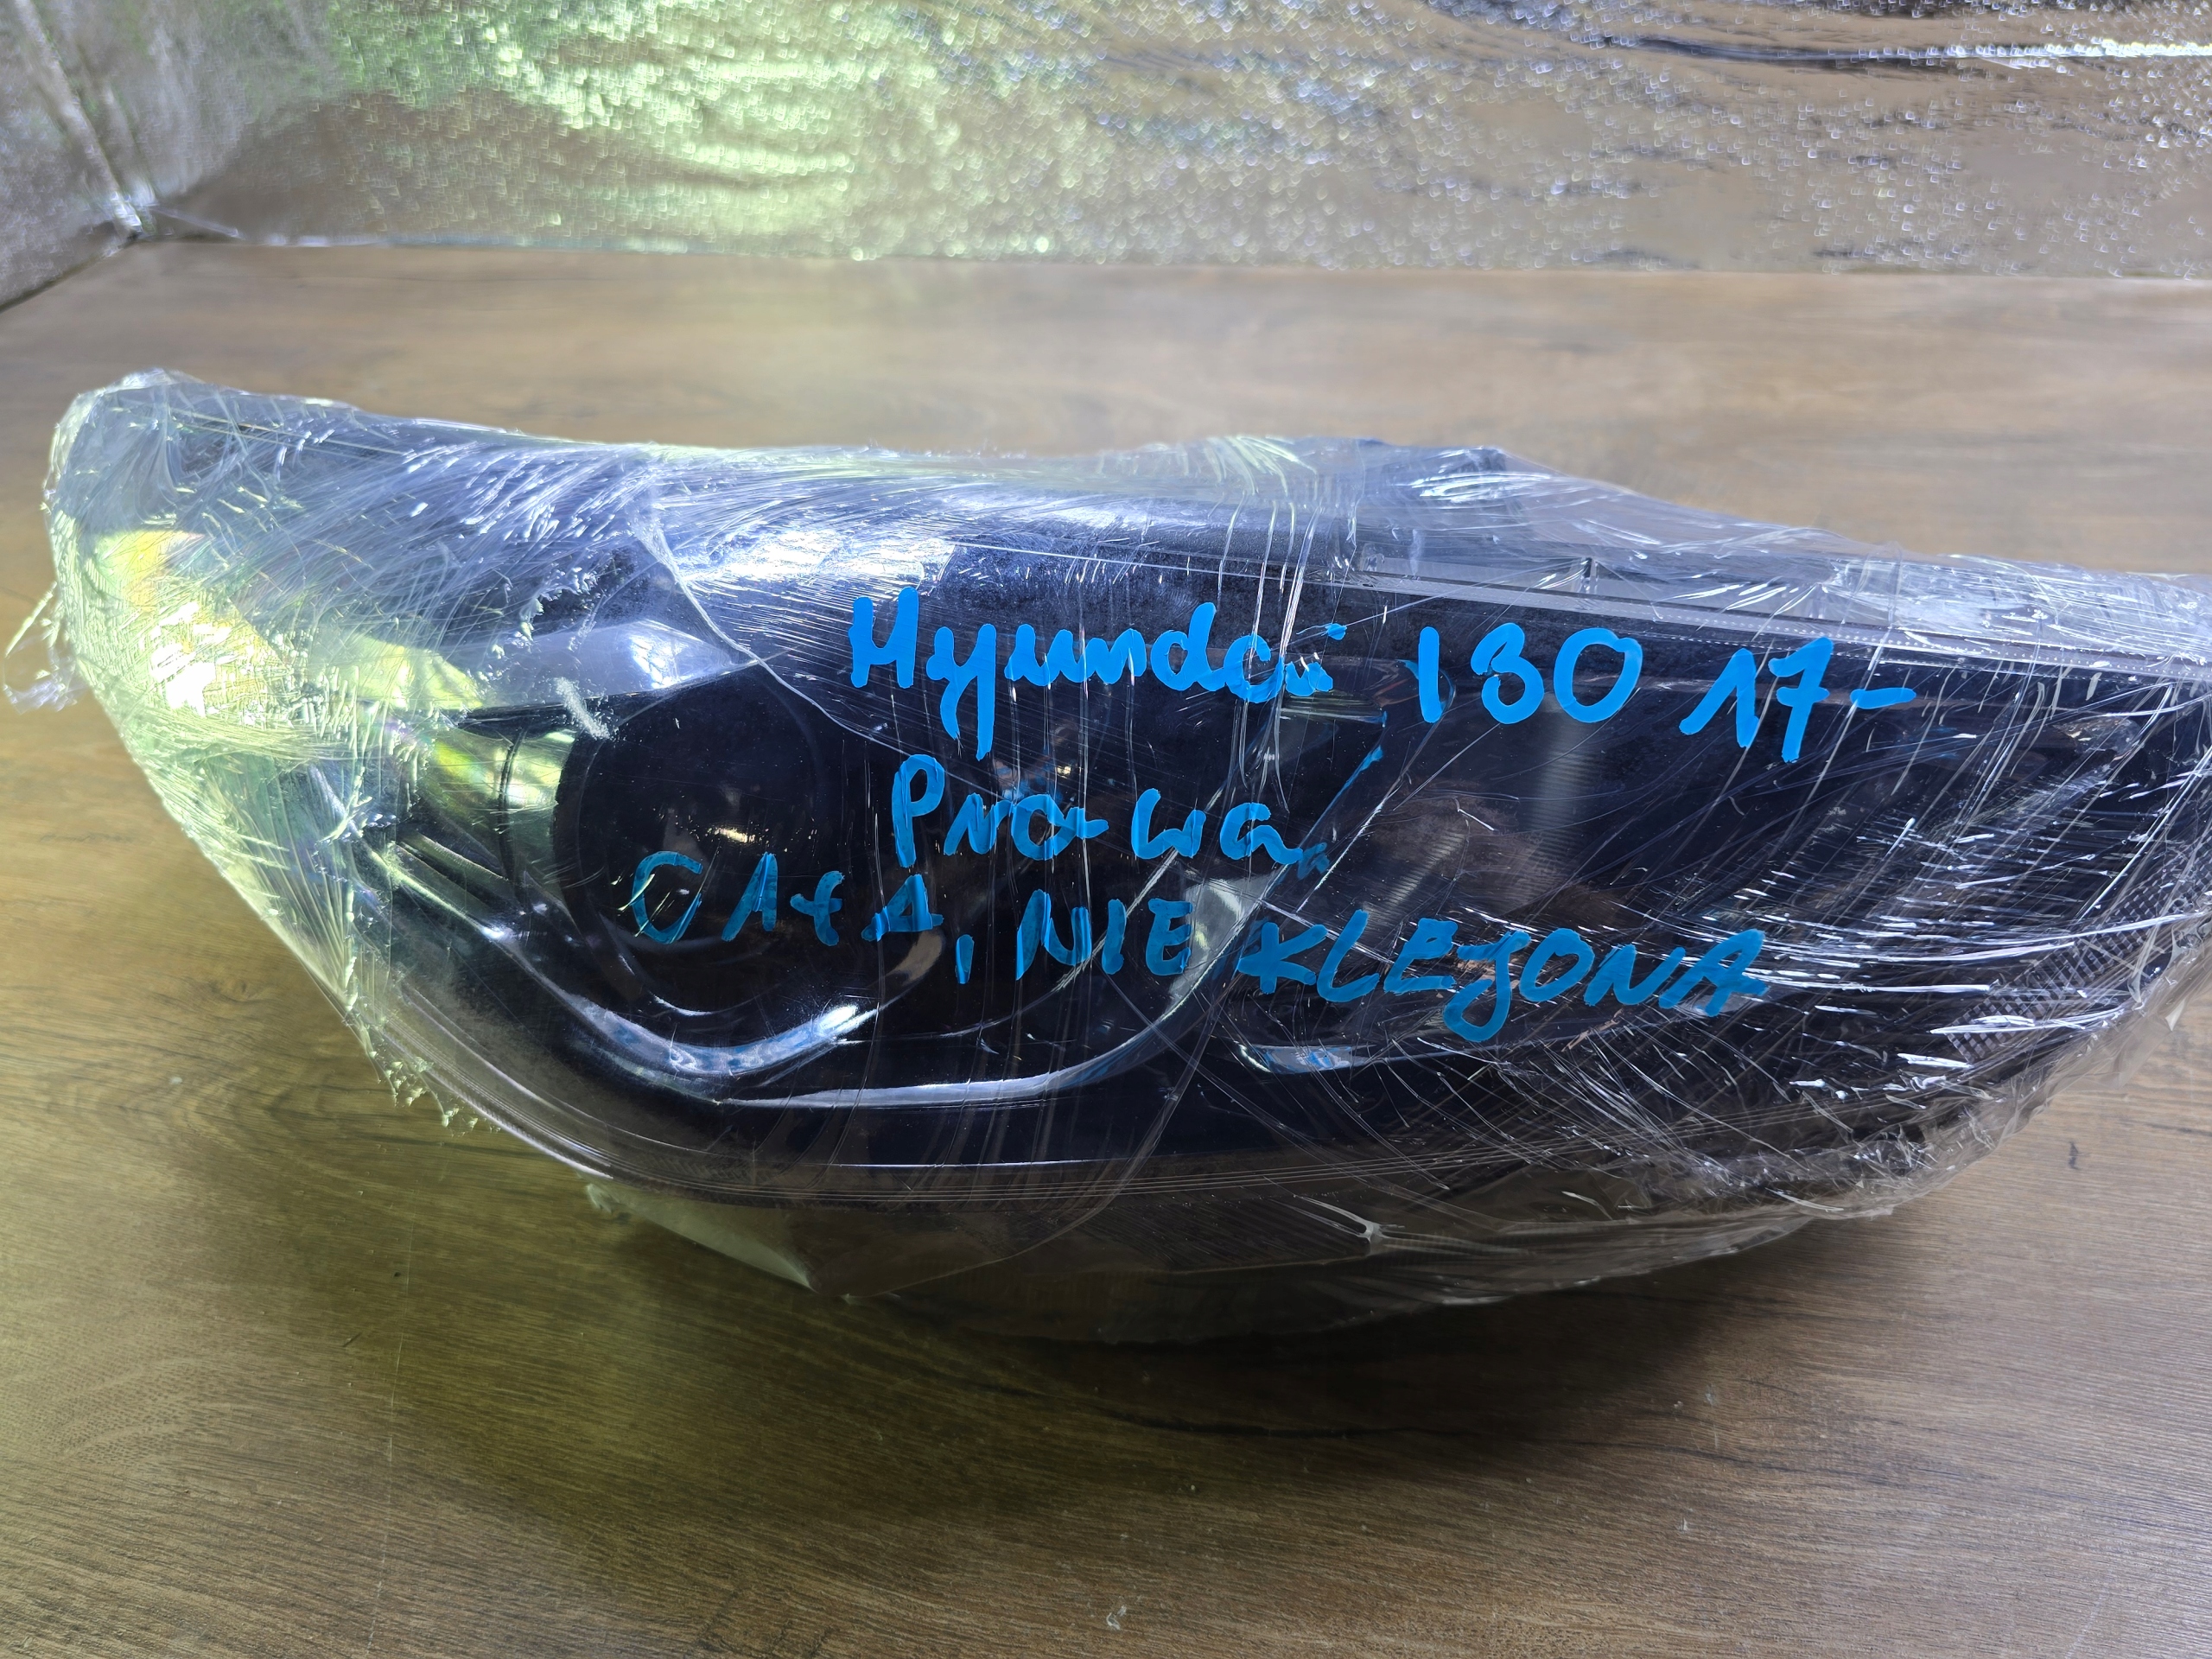 Hyundai I30 17-
Prawa
CAŁA, NIE KLEJONA